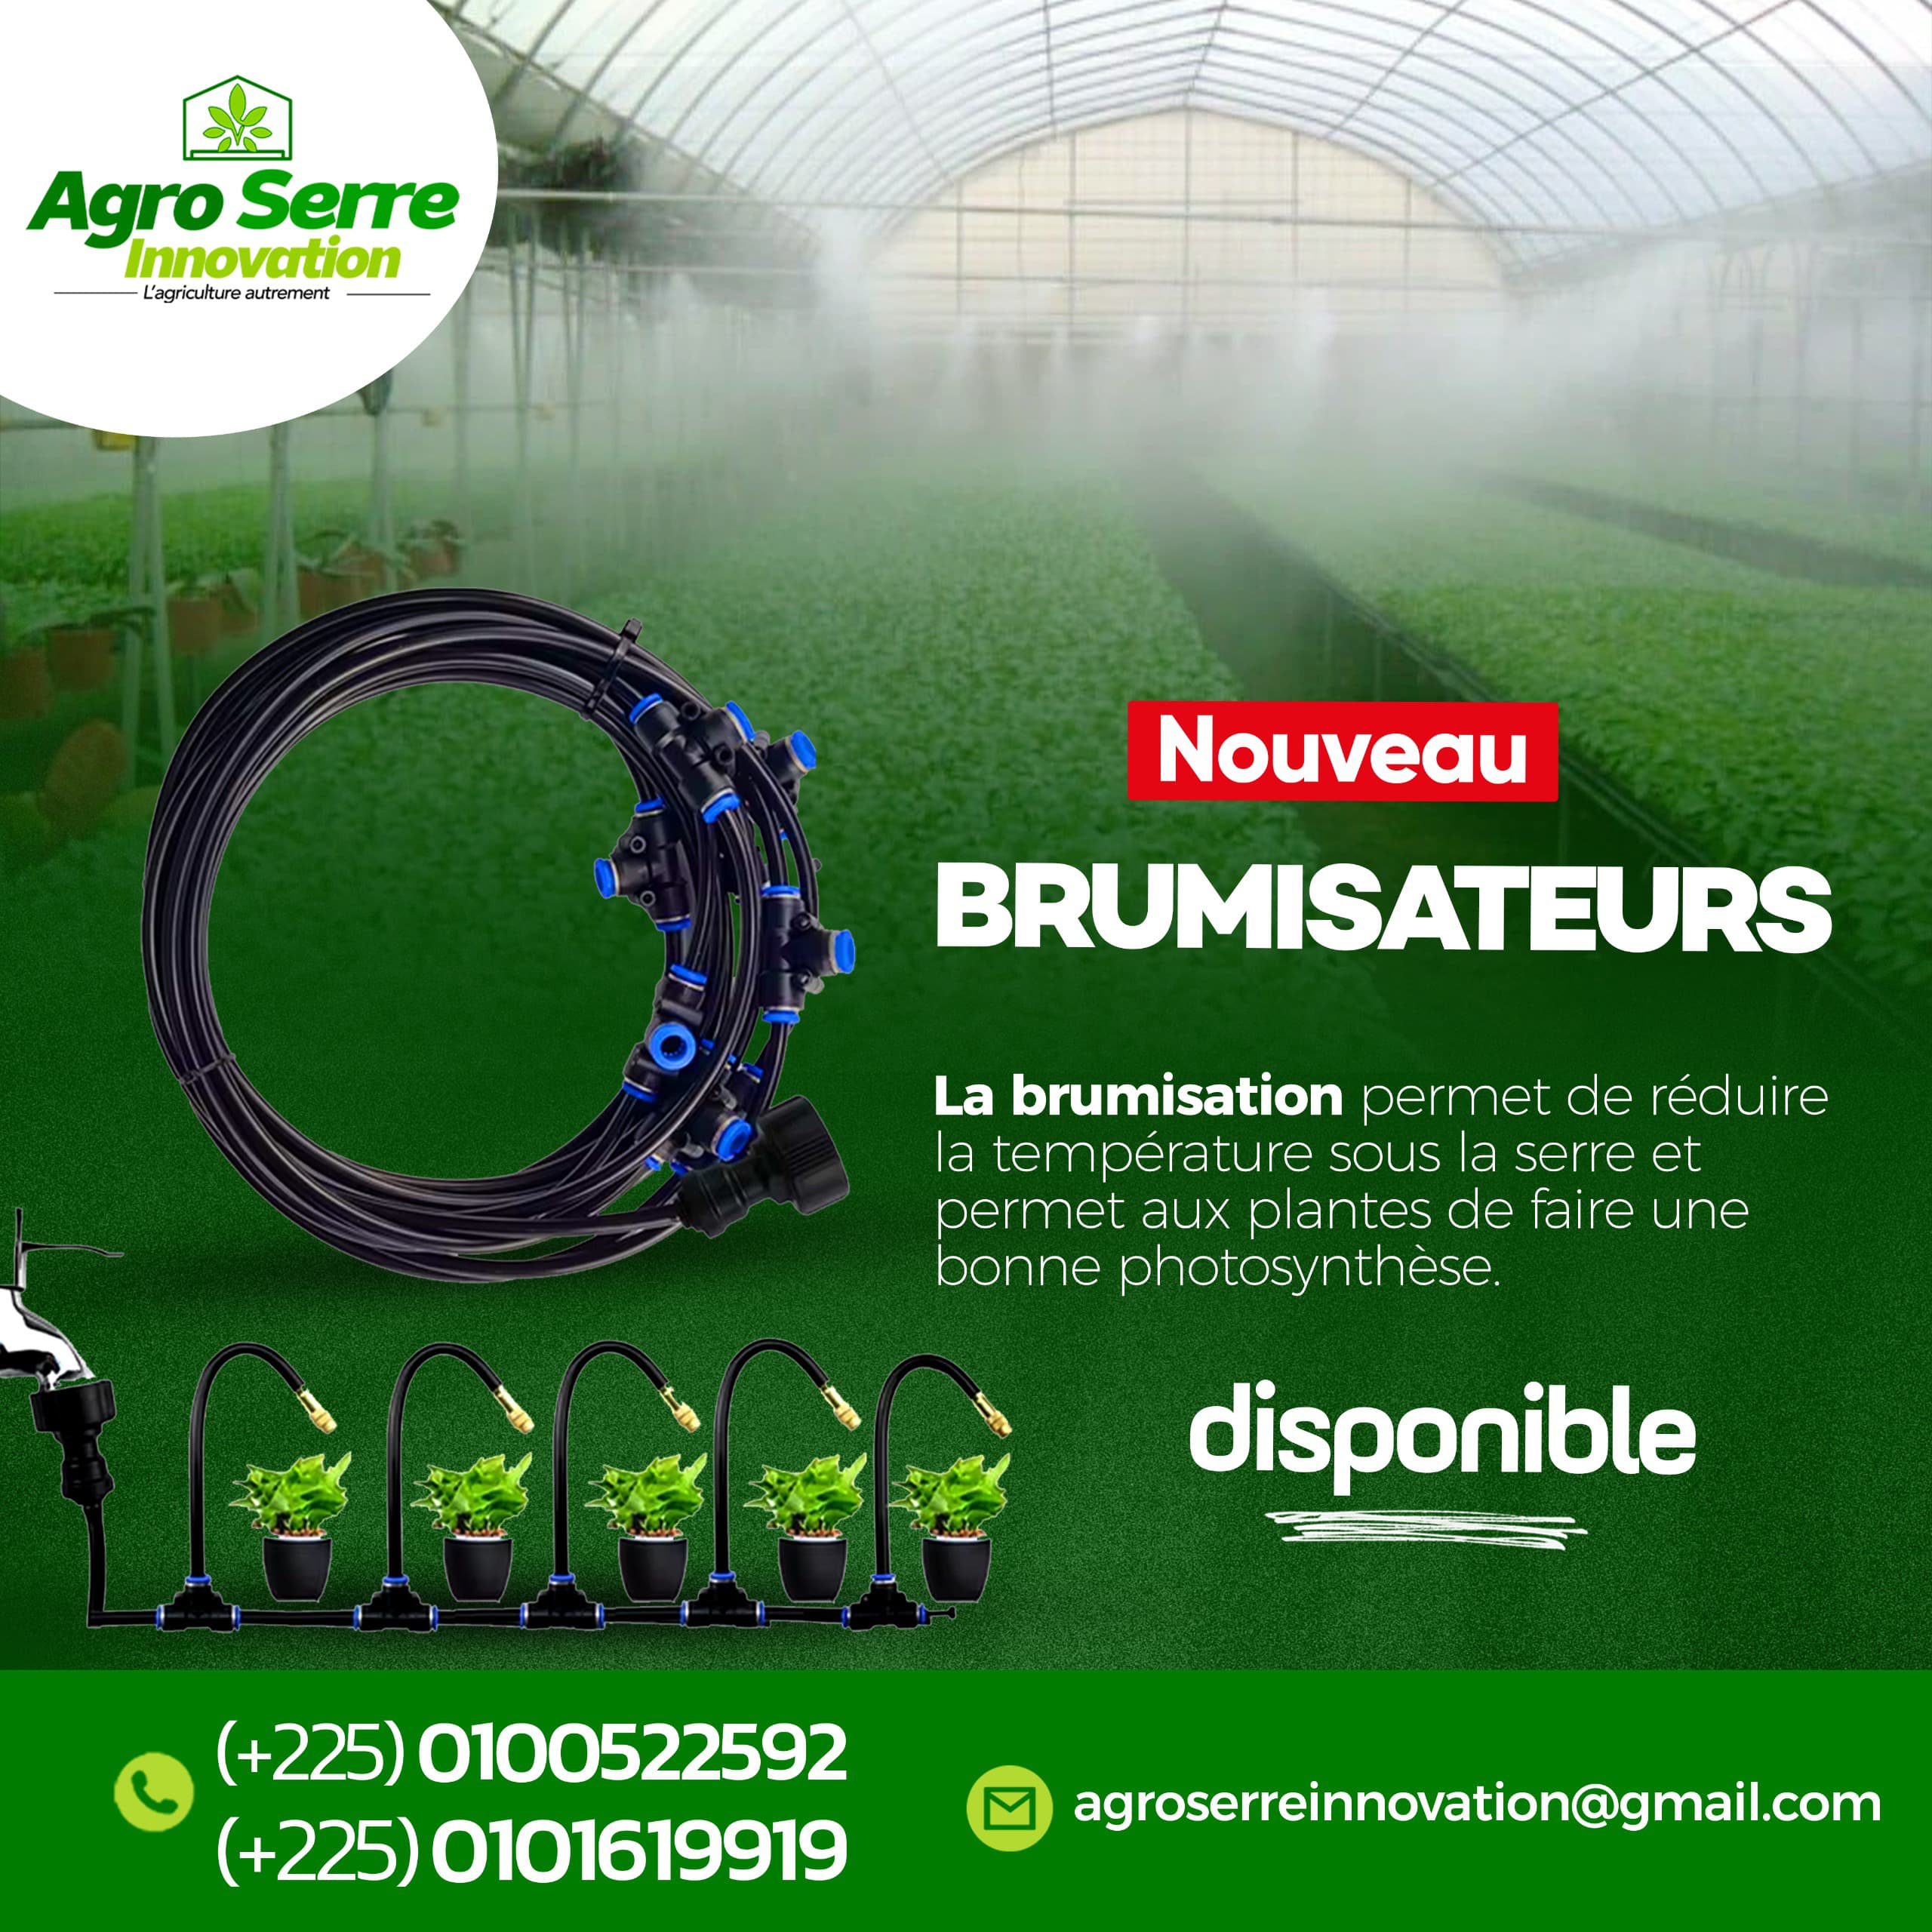 Agro Serre
Innovation
L'agriculture autrement
Nouveau
BRUMISATEURS
La brumisation permet de réduire
la température sous la serre et
permet aux plantes de faire une
bonne photosynthèse.
disponible
(+225) 0100522592
(+225) 0101619919
agroserreinnovation@gmail.com